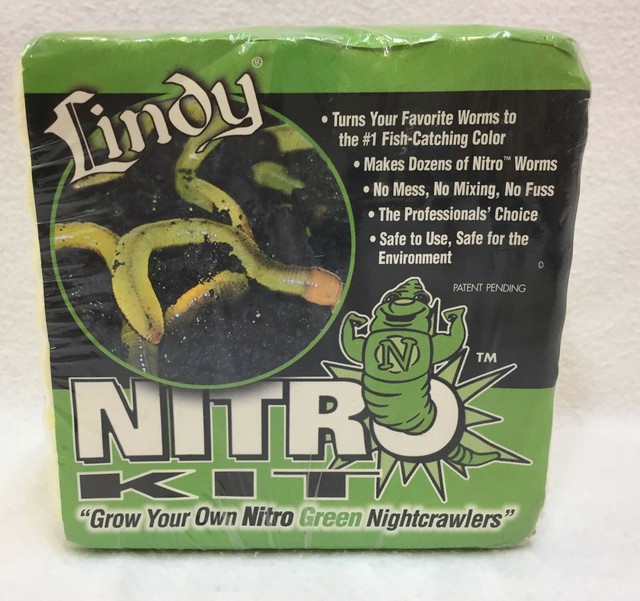 Lindy®
• Turns Your Favorite Worms to
the #1 Fish-Catching Color
• Makes Dozens of Nitro™ Worms
• No Mess, No Mixing, No Fuss
• The Professionals' Choice
• Safe to Use, Safe for the
Environment
PATENT PENDING
N
NITRO™
KIT
"Grow Your Own Nitro Green Nightcrawlers"